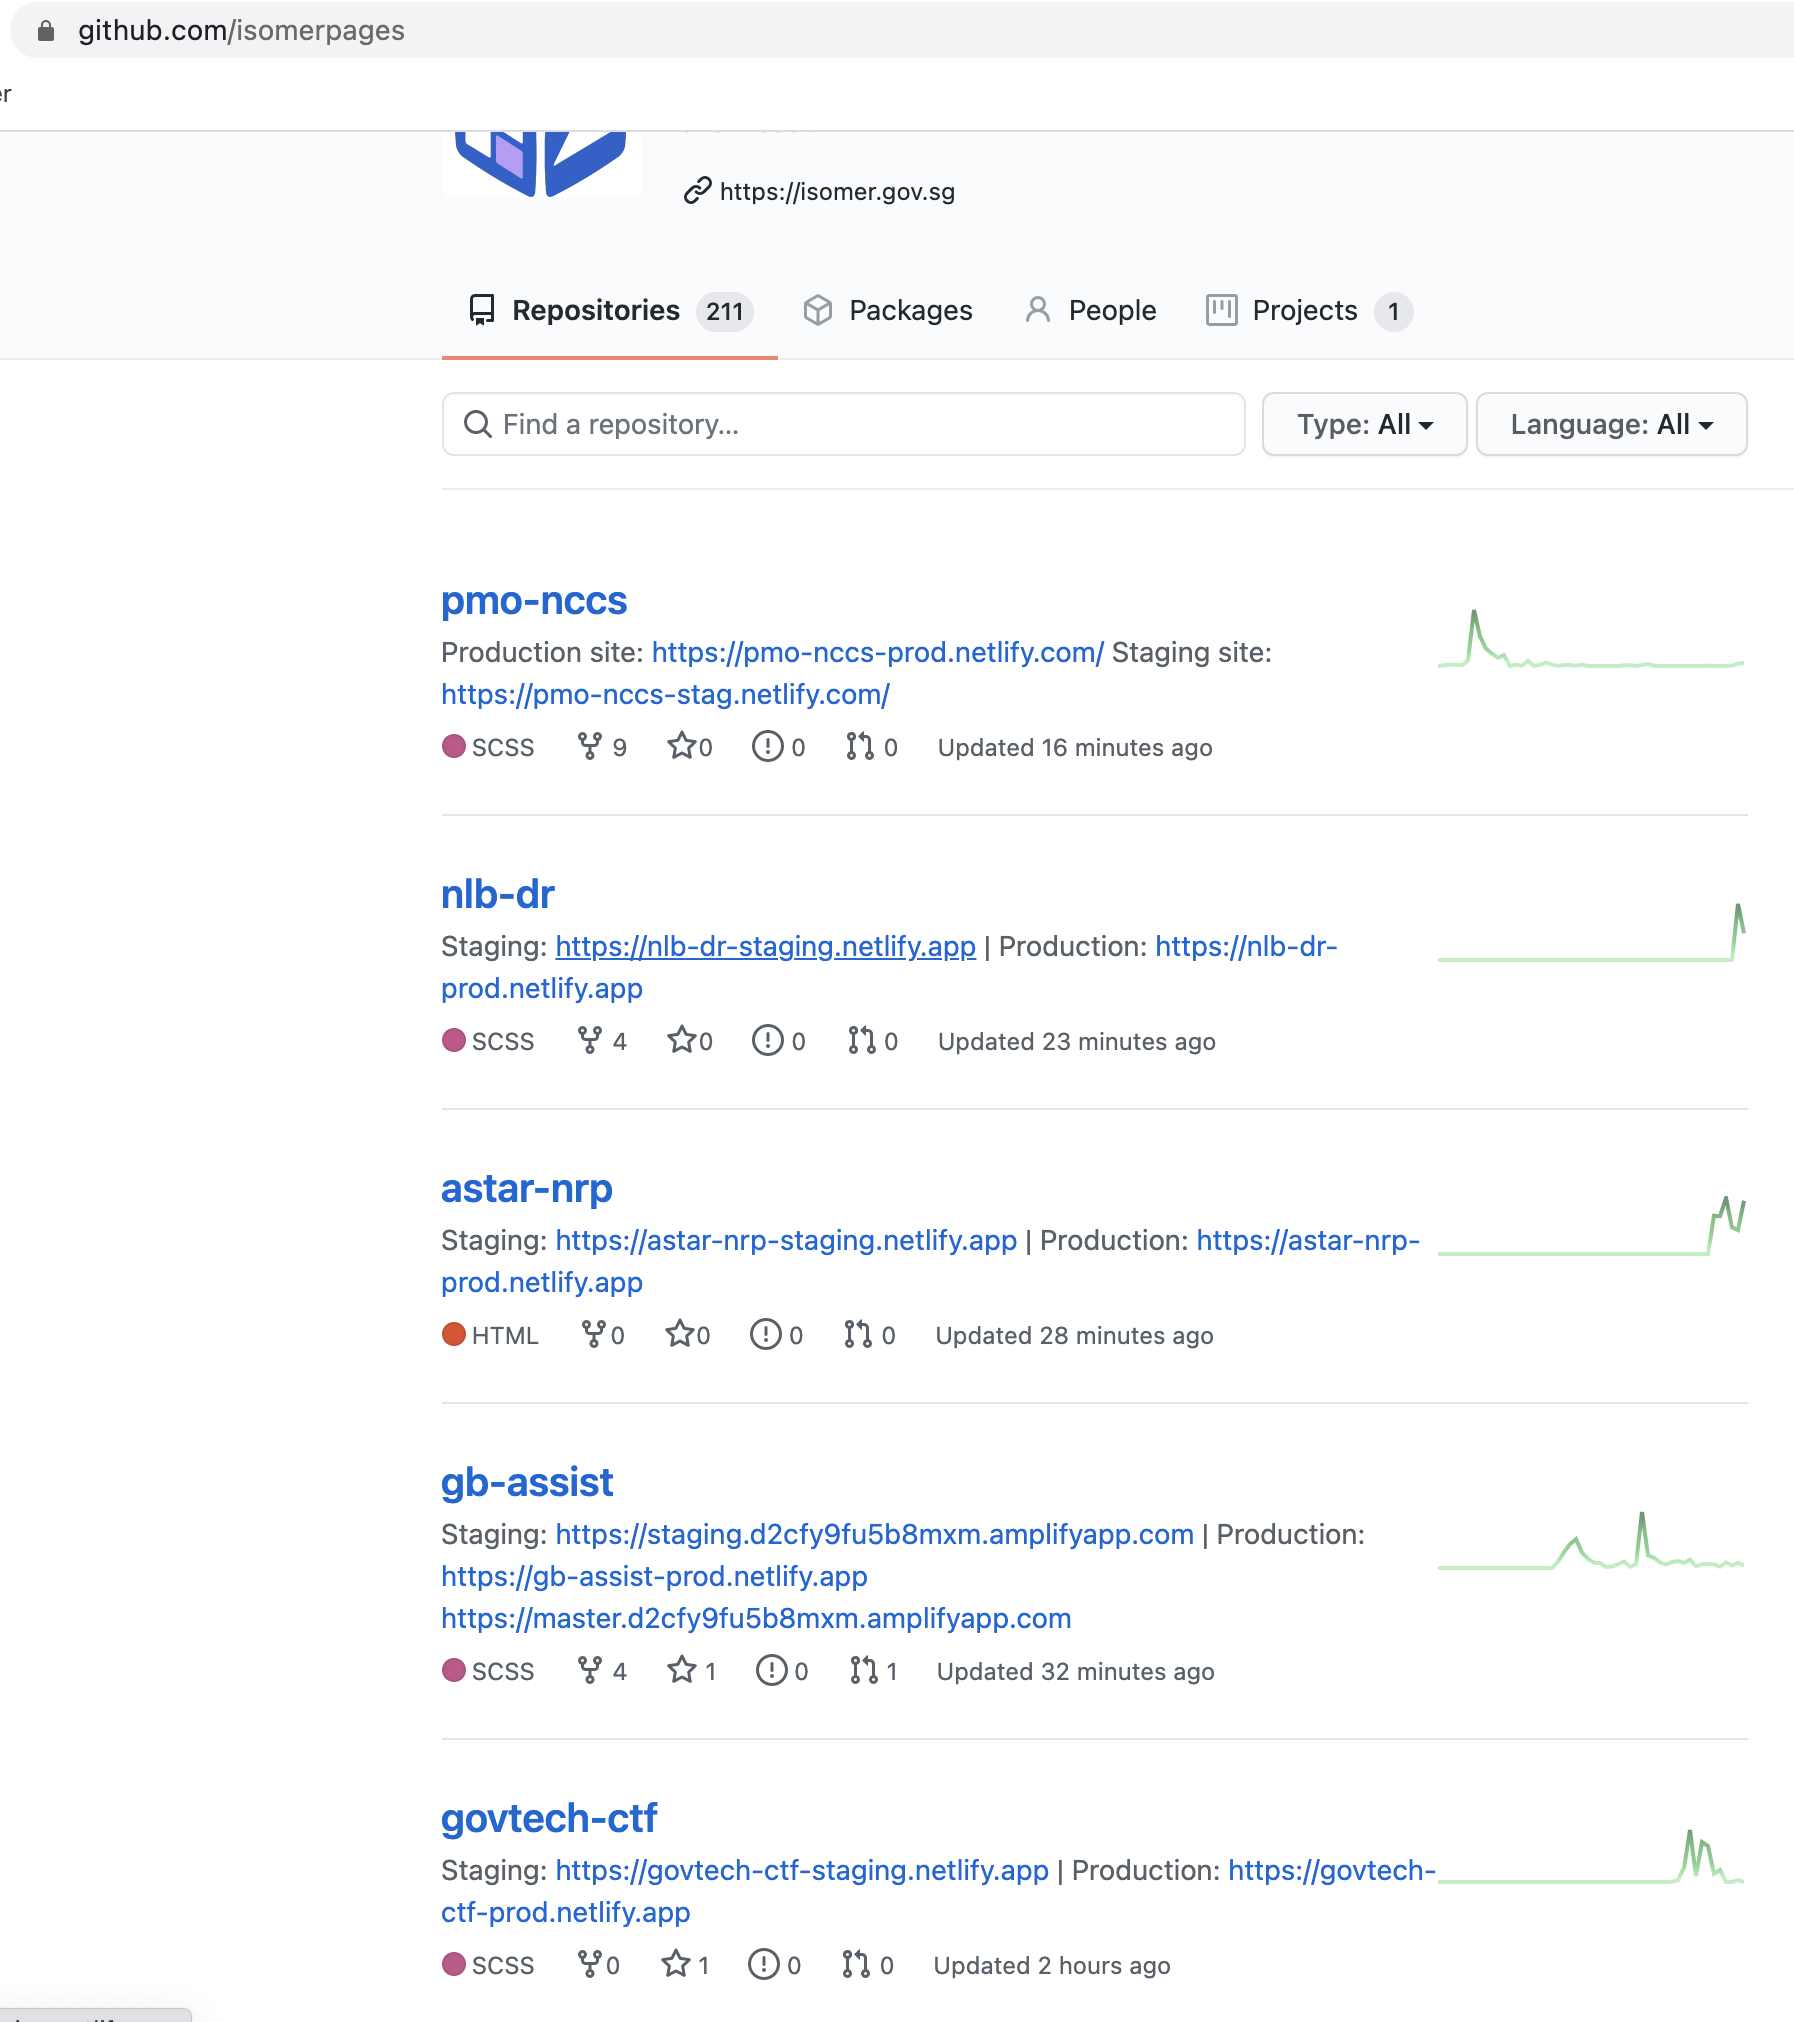 github.com/isomerpages
er
https://isomer.gov.sg
Repositories 211 Packages People Projects 1
Find a repository... Type: All Language: All
pmo-nccs
Production site: https://pmo-nccs-prod.netlify.com/ Staging site:
https://pmo-nccs-stag.netlify.com/
SCSS 9 0 0 0 Updated 16 minutes ago
nlb-dr
Staging: https://nlb-dr-staging.netlify.app | Production: https://nlb-dr-
prod.netlify.app
SCSS 4 0 0 0 Updated 23 minutes ago
astar-nrp
Staging: https://astar-nrp-staging.netlify.app | Production: https://astar-nrp-
prod.netlify.app
HTML 0 0 0 0 Updated 28 minutes ago
gb-assist
Staging: https://staging.d2cfy9fu5b8mxm.amplifyapp.com | Production:
https://gb-assist-prod.netlify.app
https://master.d2cfy9fu5b8mxm.amplifyapp.com
SCSS 4 1 0 1 Updated 32 minutes ago
govtech-ctf
Staging: https://govtech-ctf-staging.netlify.app | Production: https://govtech-
ctf-prod.netlify.app
SCSS 0 1 0 0 Updated 2 hours ago